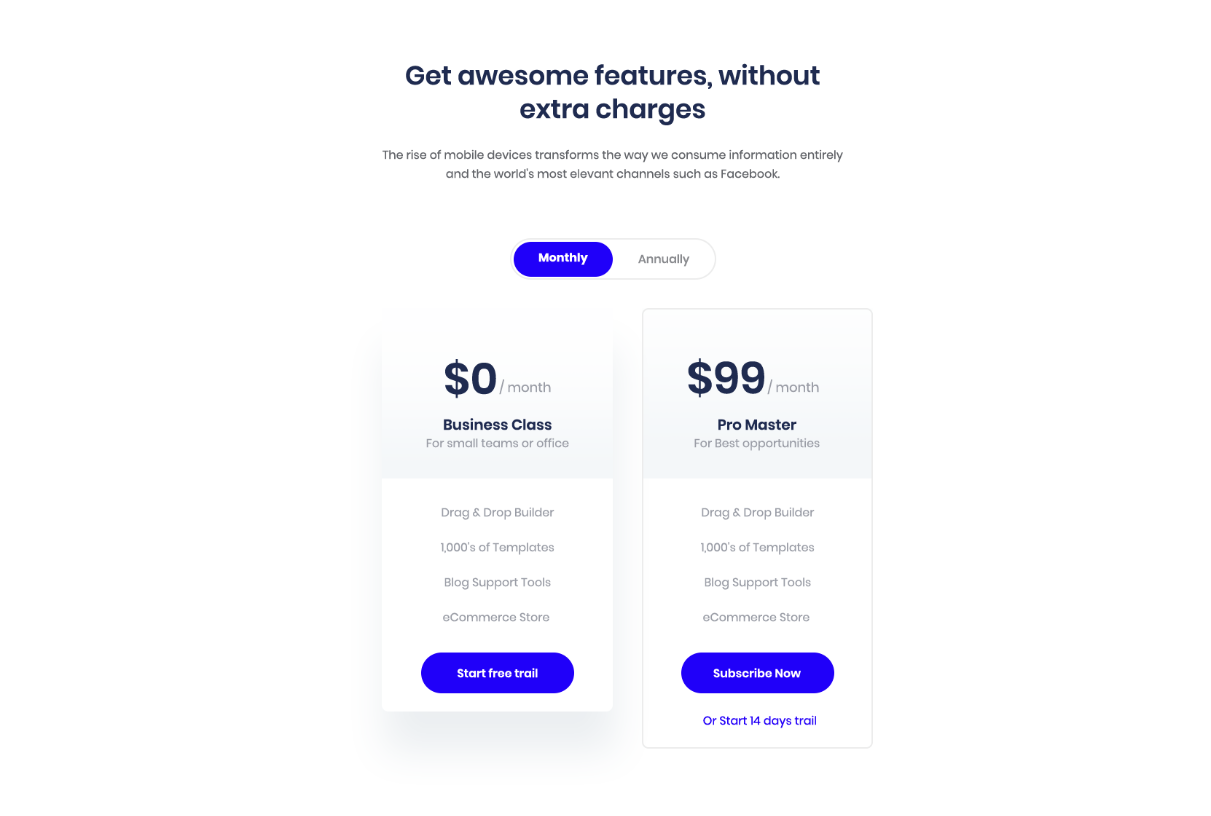 Get awesome features, without
extra charges
The rise of mobile devices transforms the way we consume information entirely
and the world's most elevant channels such as Facebook.
Monthly
Annually
$0 / month
Business Class
For small teams or office
Drag & Drop Builder
1,000's of Templates
Blog Support Tools
eCommerce Store
Start free trail
$99 / month
Pro Master
For Best opportunities
Drag & Drop Builder
1,000's of Templates
Blog Support Tools
eCommerce Store
Subscribe Now
Or Start 14 days trail